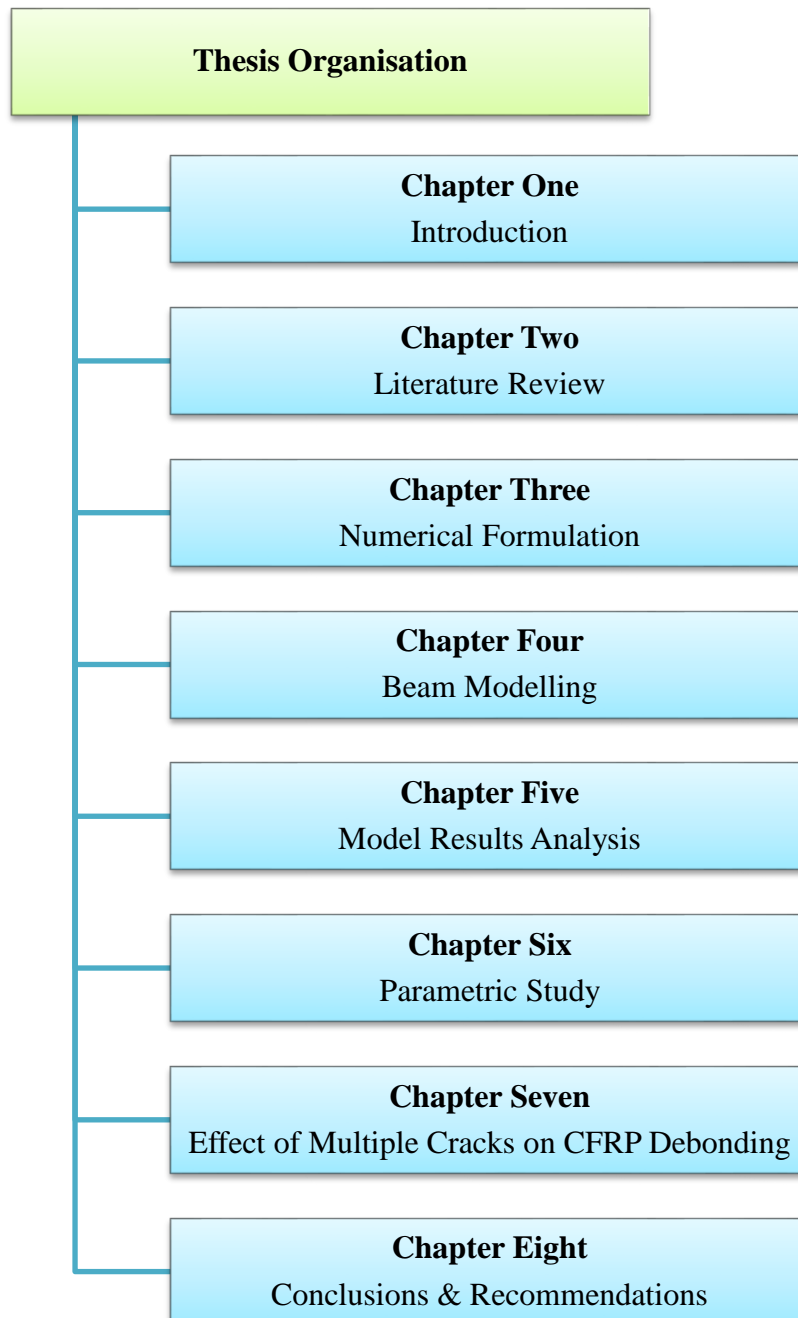 Thesis Organisation
Chapter One
Introduction
Chapter Two
Literature Review
Chapter Three
Numerical Formulation
Chapter Four
Beam Modelling
Chapter Five
Model Results Analysis
Chapter Six
Parametric Study
Chapter Seven
Effect of Multiple Cracks on CFRP Debonding
Chapter Eight
Conclusions & Recommendations